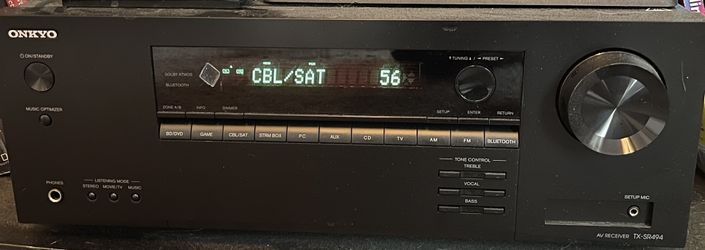 ONKYO
ON/STANDBY
MUSIC OPTIMIZER
PHONES
LISTENING MODE
STEREO MOVIE/TV MUSIC
DOLBY ATMOS
BLUETOOTH
CBL/SAT 56
ZONE A/B INFO DIMMER
SETUP ENTER RETURN
TUNING PRESET
BD/DVD GAME CBL/SAT STRM BOX PC AUX CD TV AM FM BLUETOOTH
TONE CONTROL
TREBLE
VOCAL
BASS
SETUP MIC
AV RECEIVER TX-SR494